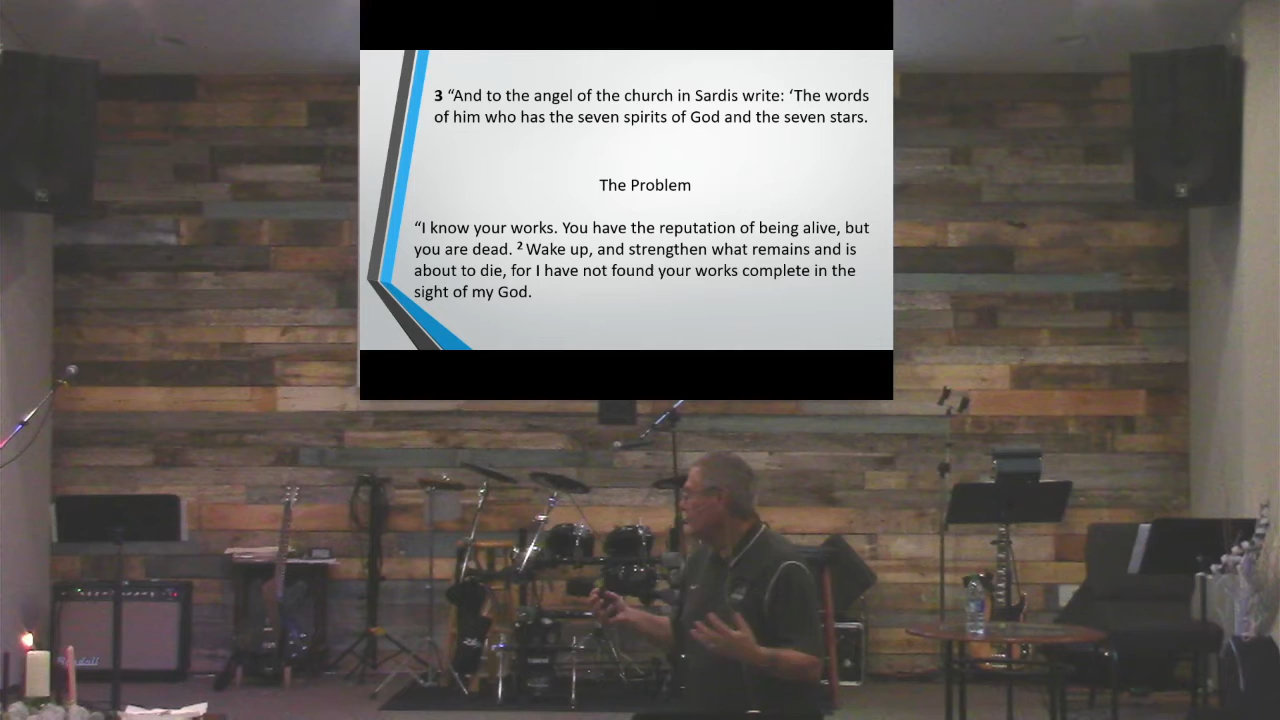 3 “And to the angel of the church in Sardis write: ‘The words
of him who has the seven spirits of God and the seven stars.
The Problem
“I know your works. You have the reputation of being alive, but
you are dead. 2 Wake up, and strengthen what remains and is
about to die, for I have not found your works complete in the
sight of my God.
Randall